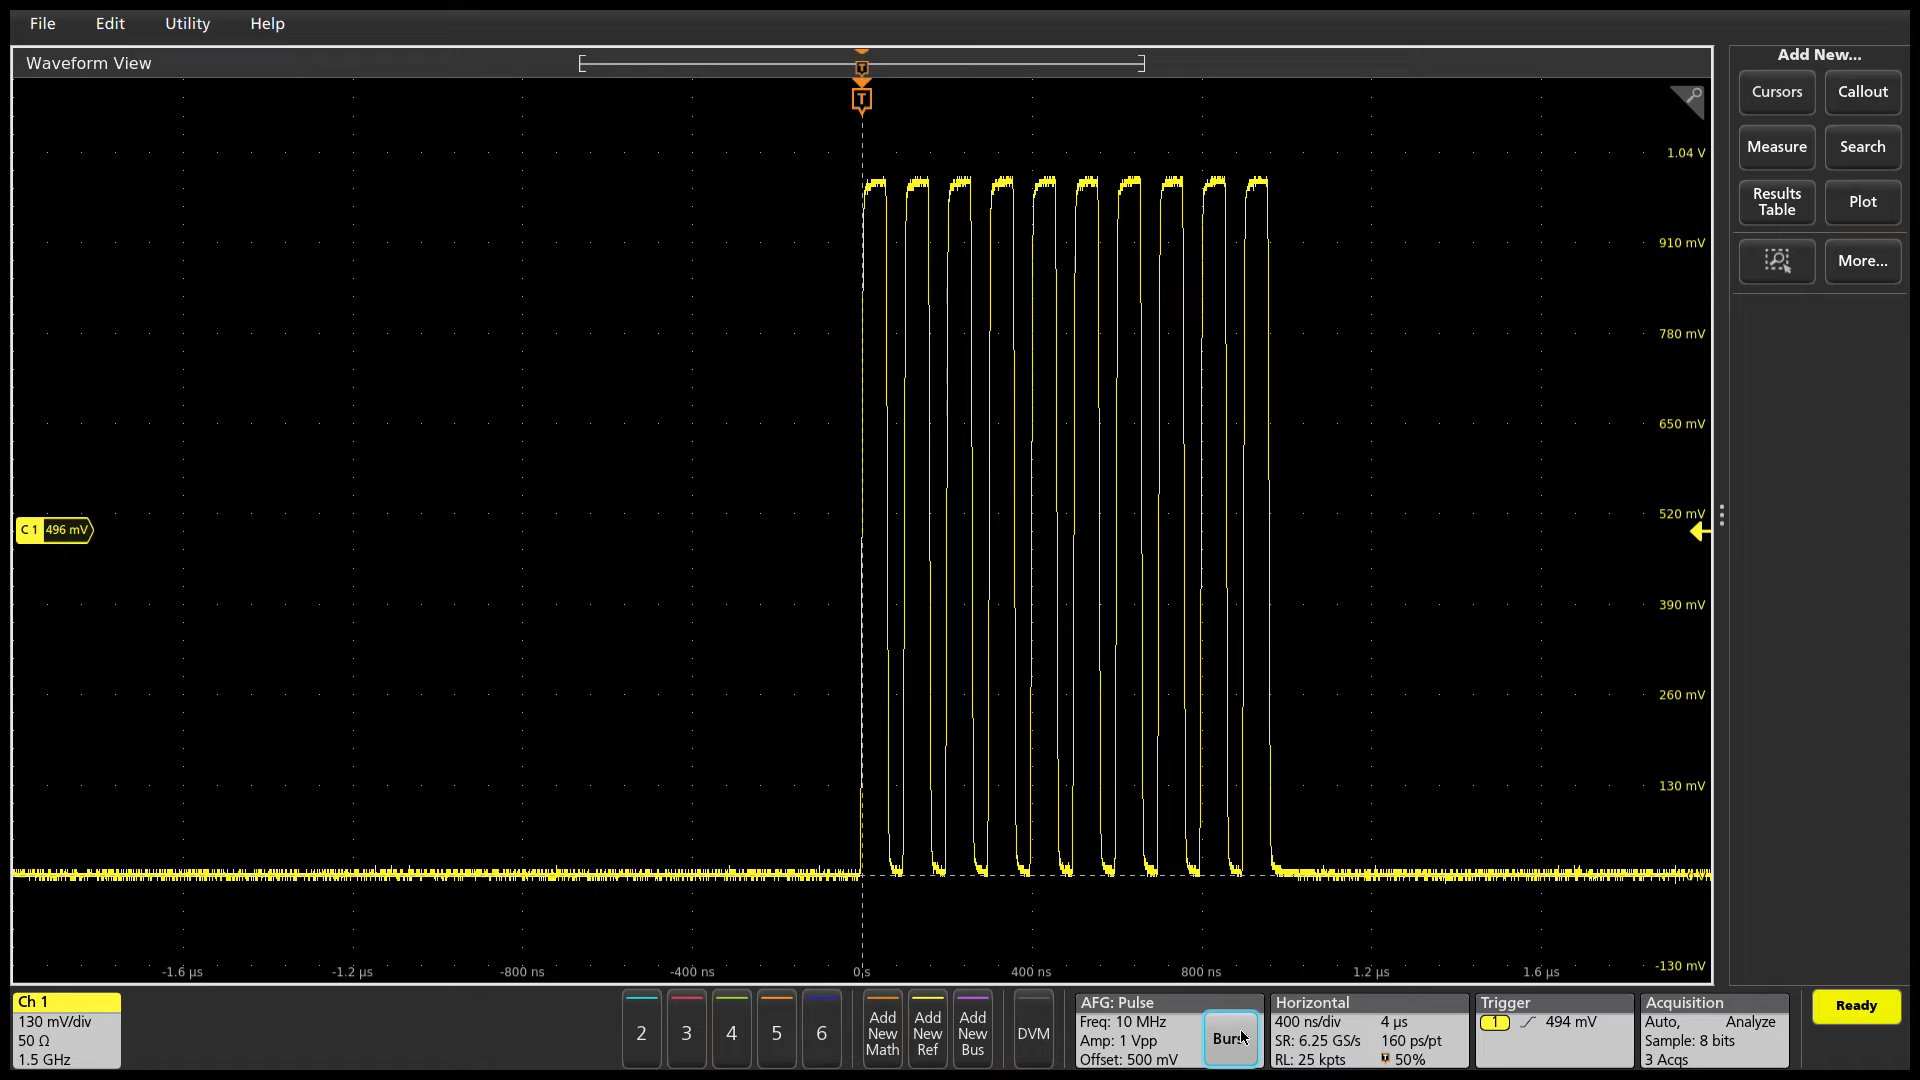 File Edit Utility Help
Waveform View
T
T
Add New...
Cursors
Callout
Measure
Search
Results
Table
Plot
More...
1.04 V
910 mV
780 mV
650 mV
520 mV
390 mV
260 mV
130 mV
-130 mV
C 1 496 mV
-1.6 µs
-1.2 µs
-800 ns
-400 ns
0 s
400 ns
800 ns
1.2 µs
1.6 µs
Ch 1
130 mV/div
50 Ω
1.5 GHz
2
3
4
5
6
Add
New
Math
Add
New
Ref
Add
New
Bus
DVM
AFG: Pulse
Freq: 10 MHz
Amp: 1 Vpp
Offset: 500 mV
Burst
Horizontal
400 ns/div 4 µs
SR: 6.25 GS/s 160 ps/pt
RL: 25 kpts T 50%
Trigger
1 494 mV
Acquisition
Auto, Analyze
Sample: 8 bits
3 Acqs
Ready